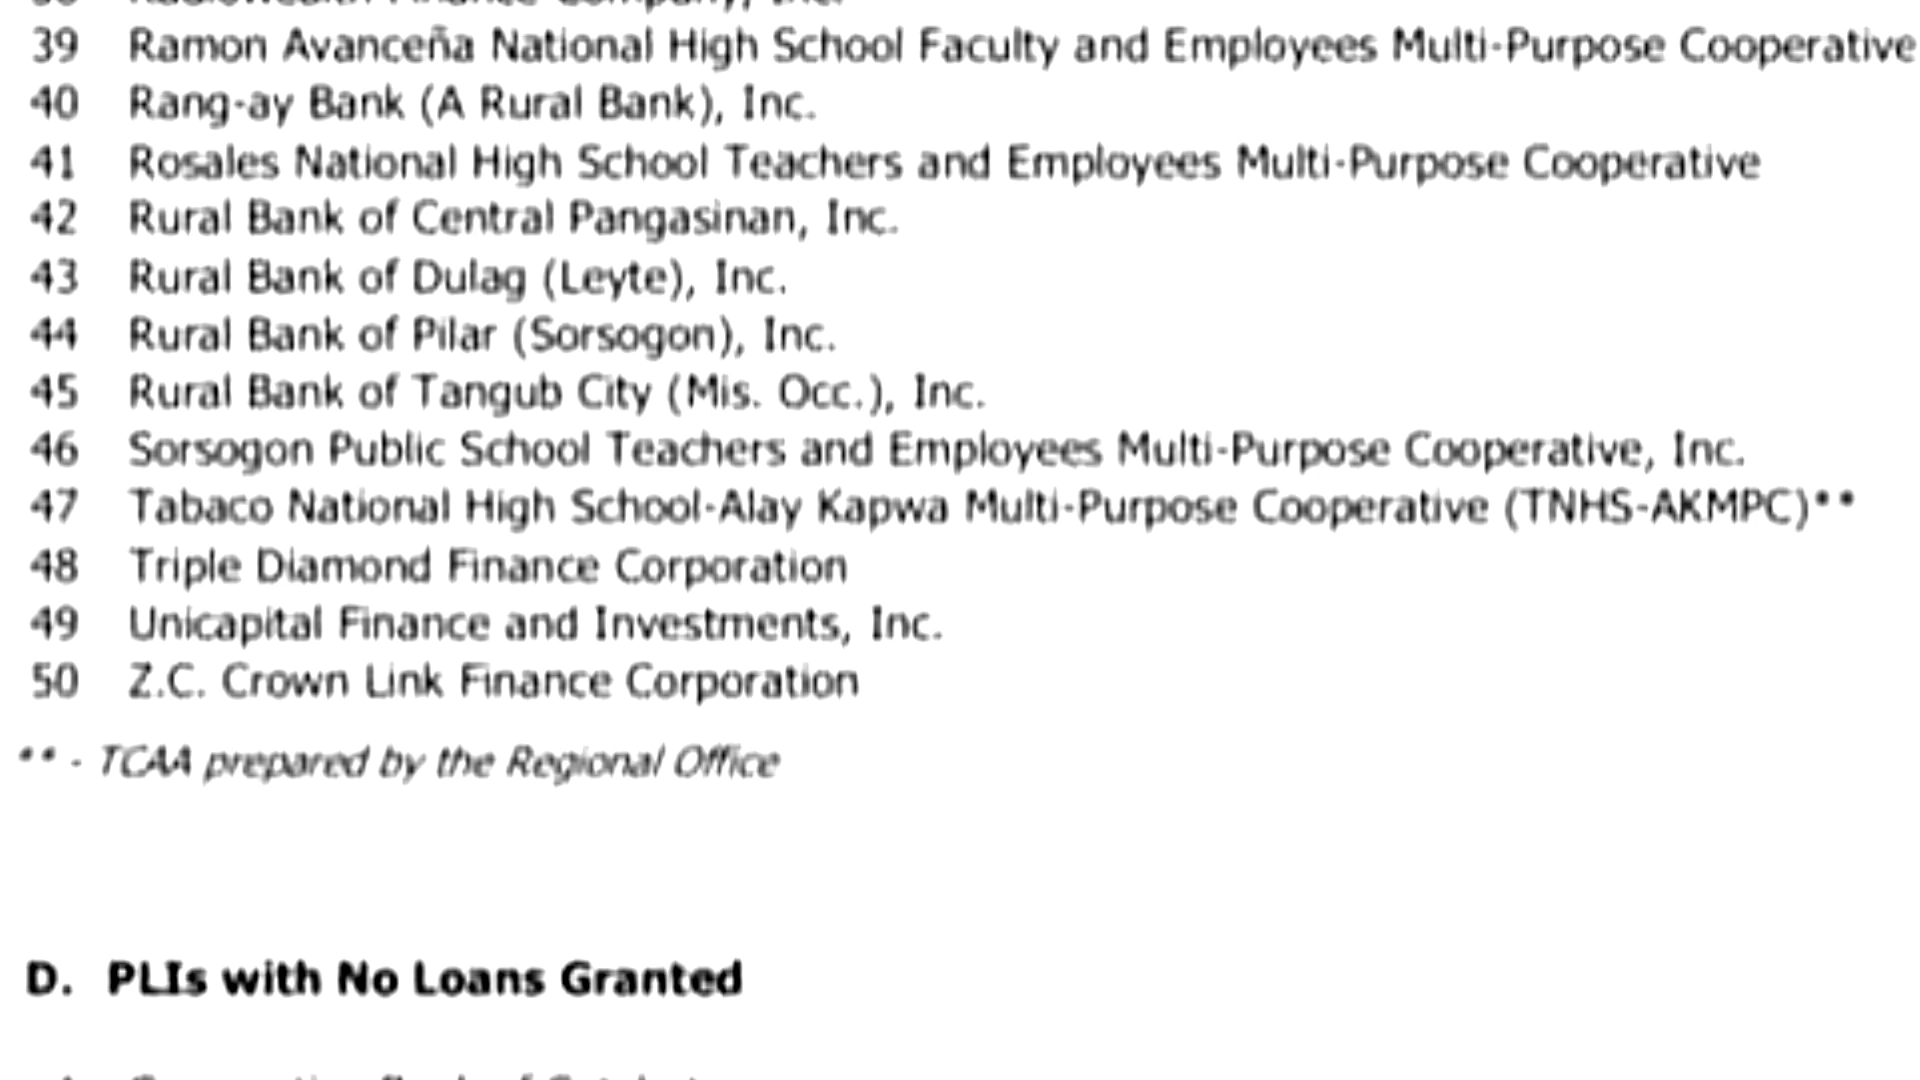 39 Ramon Avanceña National High School Faculty and Employees Multi-Purpose Cooperative
40 Rang-ay Bank (A Rural Bank), Inc.
41 Rosales National High School Teachers and Employees Multi-Purpose Cooperative
42 Rural Bank of Central Pangasinan, Inc.
43 Rural Bank of Dulag (Leyte), Inc.
44 Rural Bank of Pilar (Sorsogon), Inc.
45 Rural Bank of Tangub City (Mis. Occ.), Inc.
46 Sorsogon Public School Teachers and Employees Multi-Purpose Cooperative, Inc.
47 Tabaco National High School-Alay Kapwa Multi-Purpose Cooperative (TNHS-AKMPC)**
48 Triple Diamond Finance Corporation
49 Unicapital Finance and Investments, Inc.
50 Z.C. Crown Link Finance Corporation
** - TCAA prepared by the Regional Office
D. PLIs with No Loans Granted